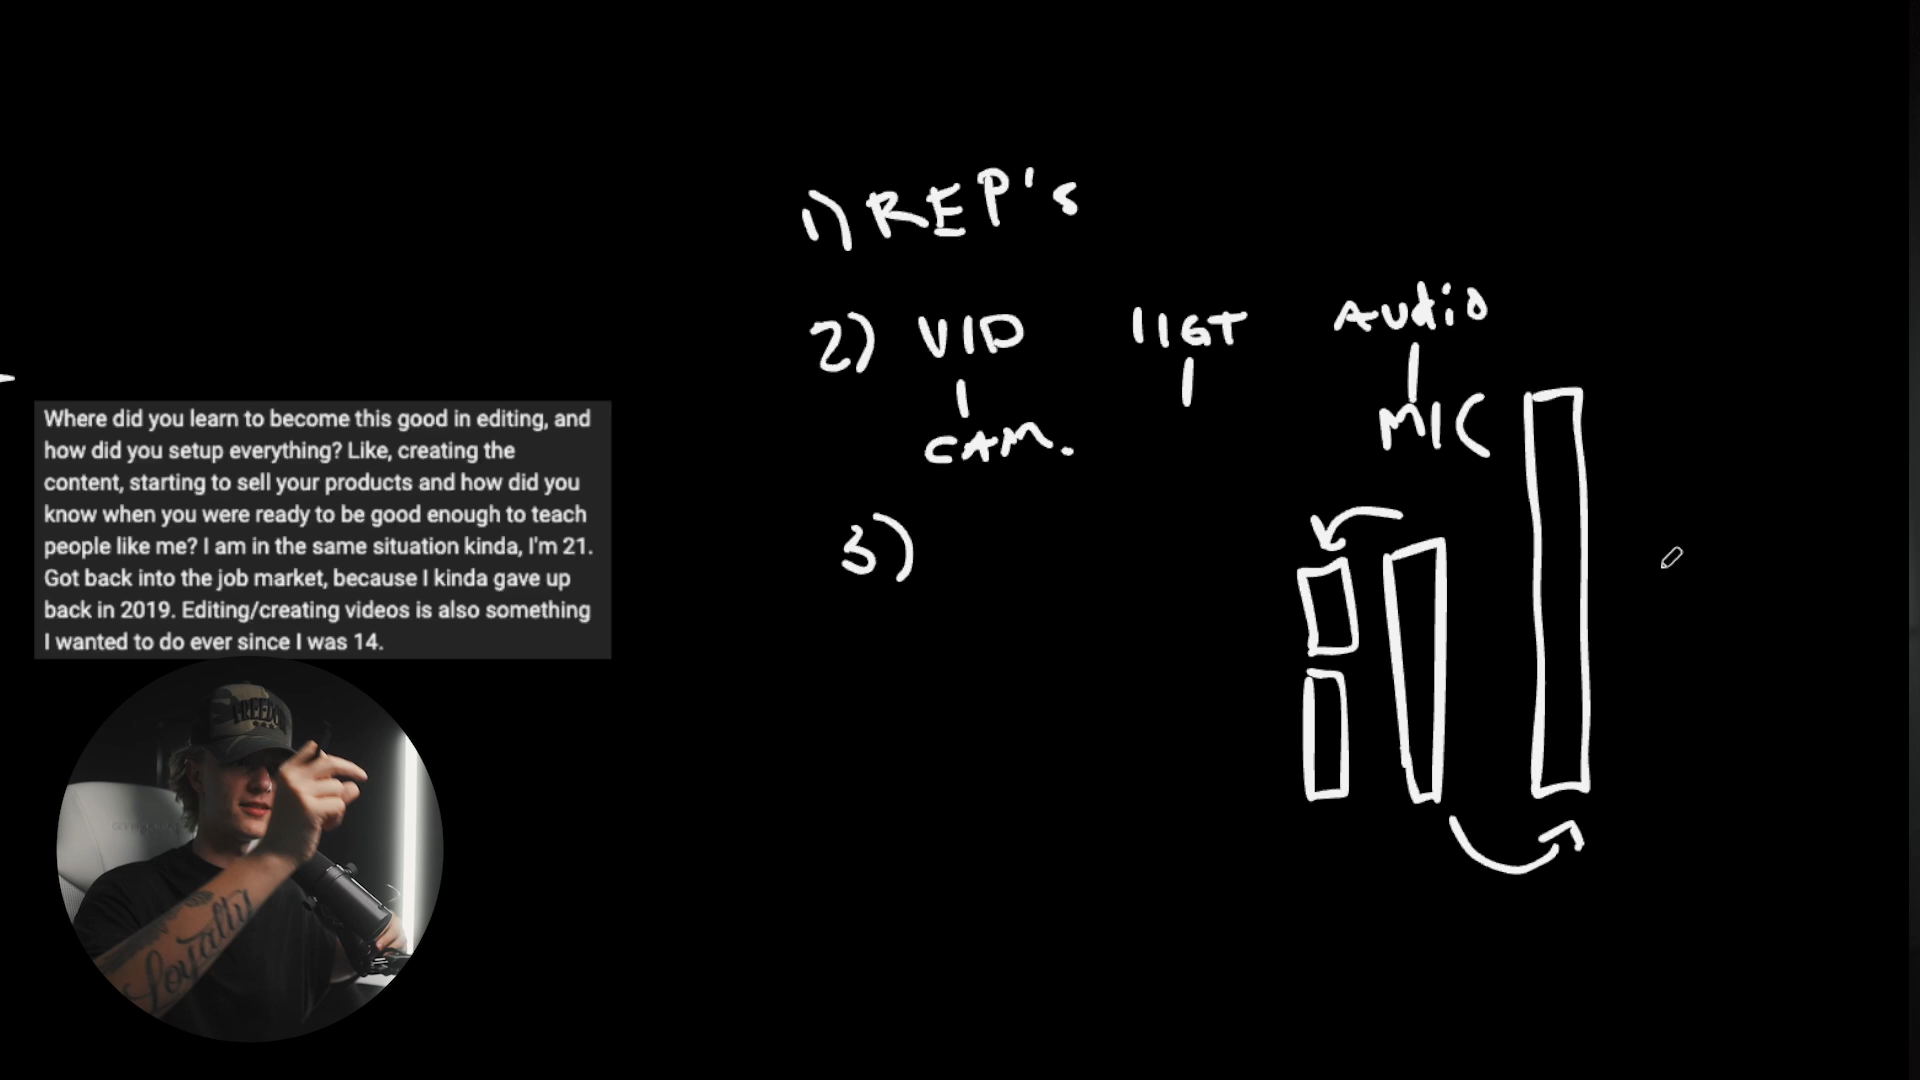 1) REP's
2) VID LIGT Audio
CAM. MIC
3)
Where did you learn to become this good in editing, and
how did you setup everything? Like, creating the
content, starting to sell your products and how did you
know when you were ready to be good enough to teach
people like me? I am in the same situation kinda, I'm 21.
Got back into the job market, because I kinda gave up
back in 2019. Editing/creating videos is also something
I wanted to do ever since I was 14.
FREEDOM
Loyalty